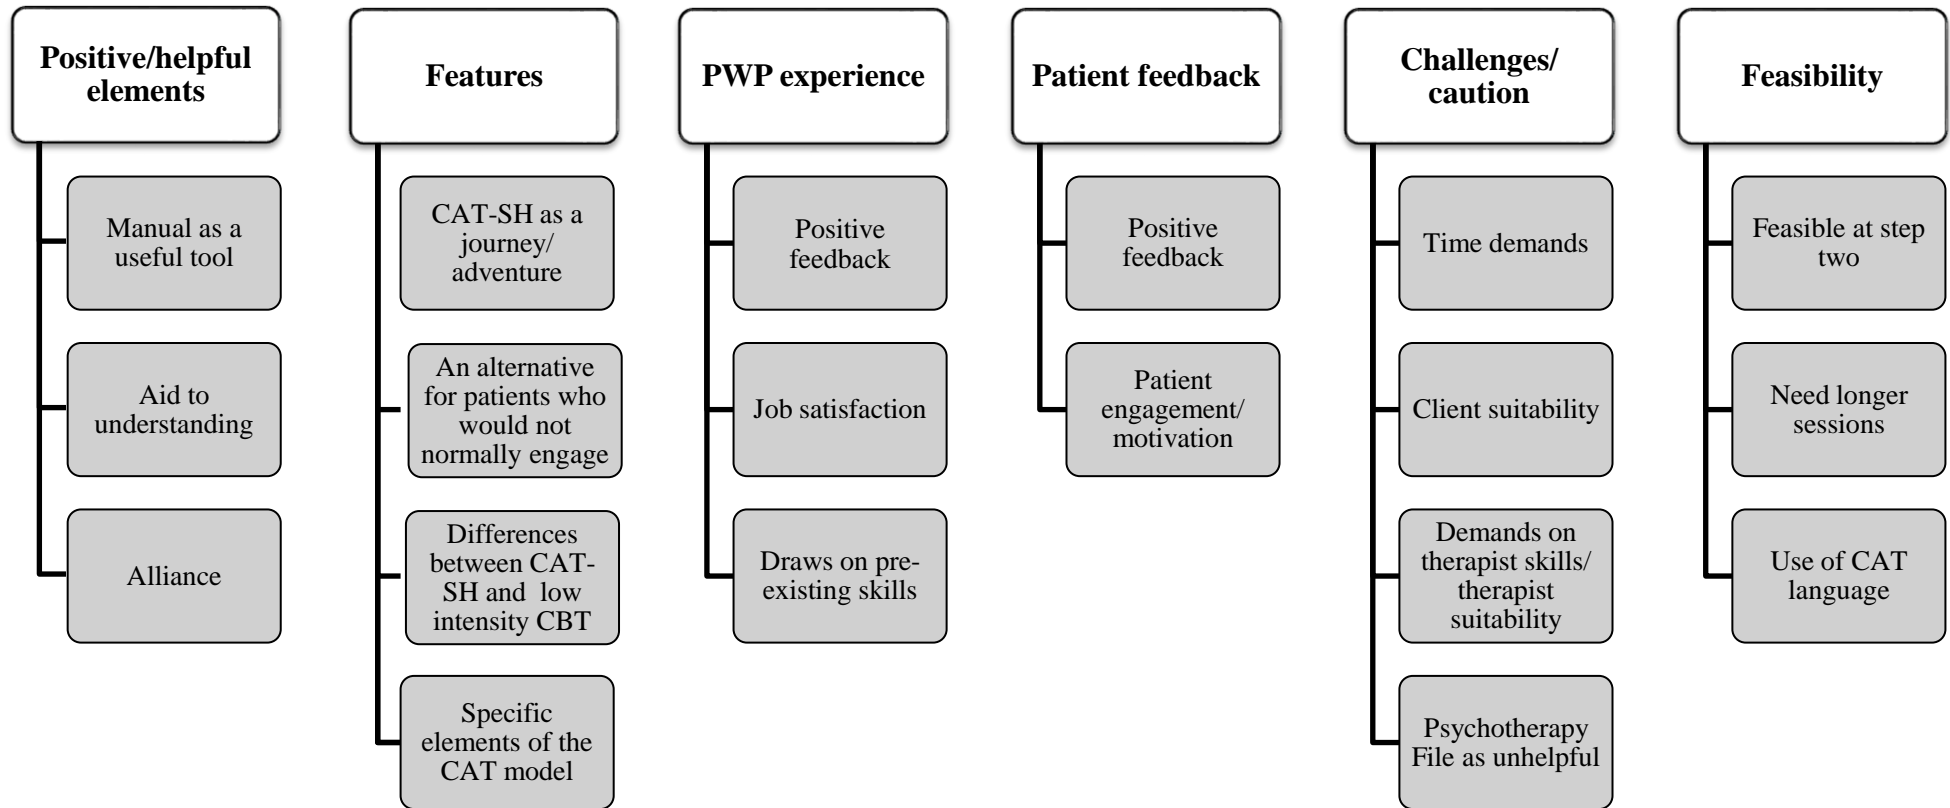 Positive/helpful
elements
Manual as a
useful tool
Aid to
understanding
Alliance
Features
CAT-SH as a
journey/
adventure
An alternative
for patients who
would not
normally engage
Differences
between CAT-
SH and low
intensity CBT
Specific
elements of the
CAT model
PWP experience
Positive
feedback
Job satisfaction
Draws on pre-
existing skills
Patient feedback
Positive
feedback
Patient
engagement/
motivation
Challenges/
caution
Time demands
Client suitability
Demands on
therapist skills/
therapist
suitability
Psychotherapy
File as unhelpful
Feasibility
Feasible at step
two
Need longer
sessions
Use of CAT
language